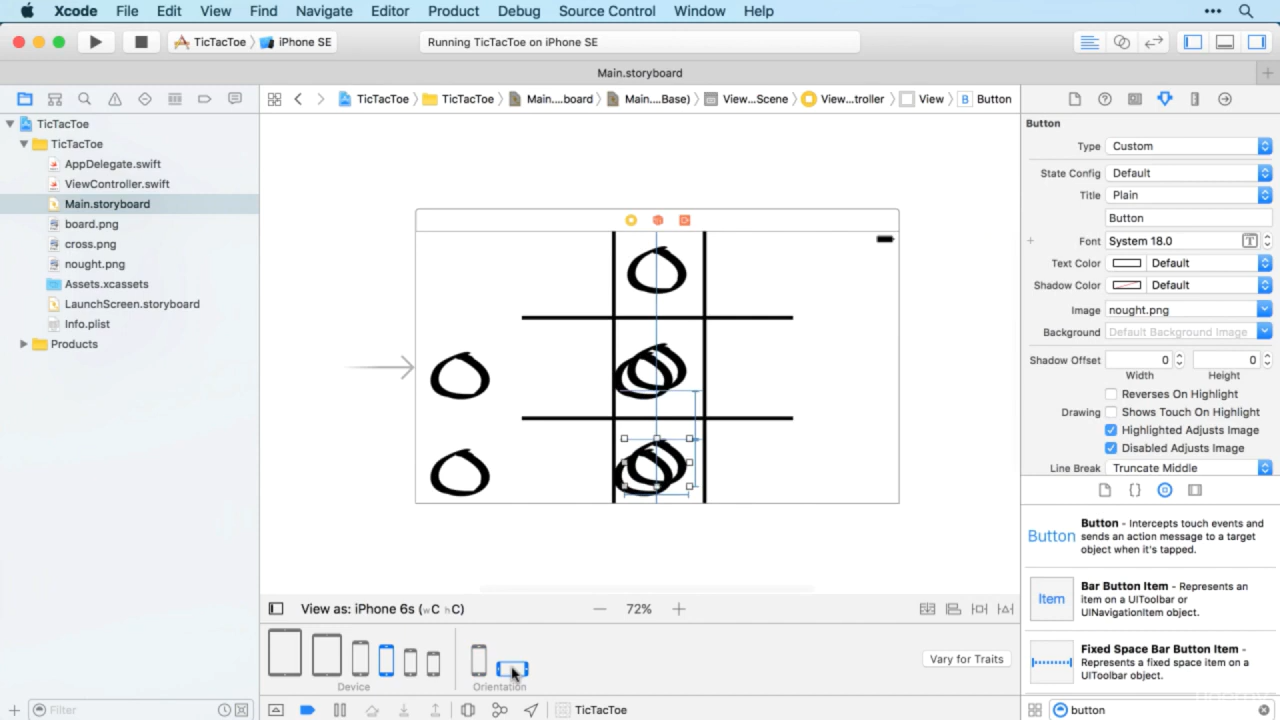 Xcode File Edit View Find Navigate Editor Product Debug Source Control Window Help
TicTacToe iPhone SE Running TicTacToe on iPhone SE
Main.storyboard
TicTacToe TicTacToe Main....board Main....Base) View...Scene View...troller View B Button
TicTacToe
TicTacToe
AppDelegate.swift
ViewController.swift
Main.storyboard
board.png
cross.png
nought.png
Assets.xcassets
LaunchScreen.storyboard
Info.plist
Products
Filter
View as: iPhone 6s (wC hC) 72%
Device
Orientation
Vary for Traits
TicTacToe
Button
Type Custom
State Config Default
Title Plain
Button
Font System 18.0 T
Text Color Default
Shadow Color Default
Image nought.png
Background Default Background Image
Shadow Offset 0 0
Width Height
Reverses On Highlight
Drawing Shows Touch On Highlight
Highlighted Adjusts Image
Disabled Adjusts Image
Line Break Truncate Middle
Button
Button - Intercepts touch events and
sends an action message to a target
object when it's tapped.
Item
Bar Button Item - Represents an
item on a UIToolbar or
UINavigationItem object.
Fixed Space Bar Button Item -
Represents a fixed space item on a
UIToolbar object.
button